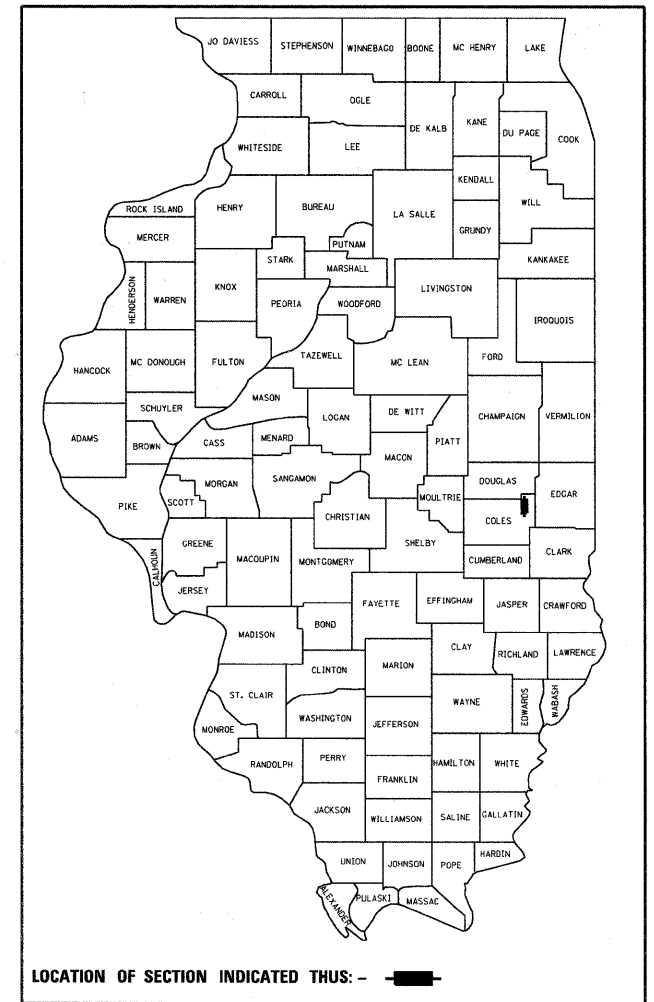 JO DAVIESS STEPHENSON WINNEBAGO BOONE MC HENRY LAKE
CARROLL OGLE DE KALB KANE DU PAGE COOK
WHITESIDE LEE KENDALL WILL
ROCK ISLAND HENRY BUREAU LA SALLE GRUNDY
MERCER PUTNAM KANKAKEE
HENDERSON WARREN KNOX STARK MARSHALL LIVINGSTON
PEORIA WOODFORD IROQUOIS
HANCOCK MC DONOUGH FULTON TAZEWELL MC LEAN FORD
MASON
SCHUYLER LOGAN DE WITT CHAMPAIGN VERMILION
ADAMS BROWN CASS MENARD MACON PIATT
PIKE SCOTT MORGAN SANGAMON MOULTRIE DOUGLAS EDGAR
CHRISTIAN COLES
CALHOUN GREENE MACOUPIN MONTGOMERY SHELBY CUMBERLAND CLARK
JERSEY FAYETTE EFFINGHAM JASPER CRAWFORD
MADISON BOND
CLINTON MARION CLAY RICHLAND LAWRENCE
ST. CLAIR WASHINGTON JEFFERSON WAYNE EDWARDS WABASH
MONROE
RANDOLPH PERRY FRANKLIN HAMILTON WHITE
JACKSON WILLIAMSON SALINE GALLATIN
UNION JOHNSON POPE HARDIN
ALEXANDER PULASKI MASSAC
LOCATION OF SECTION INDICATED THUS: -